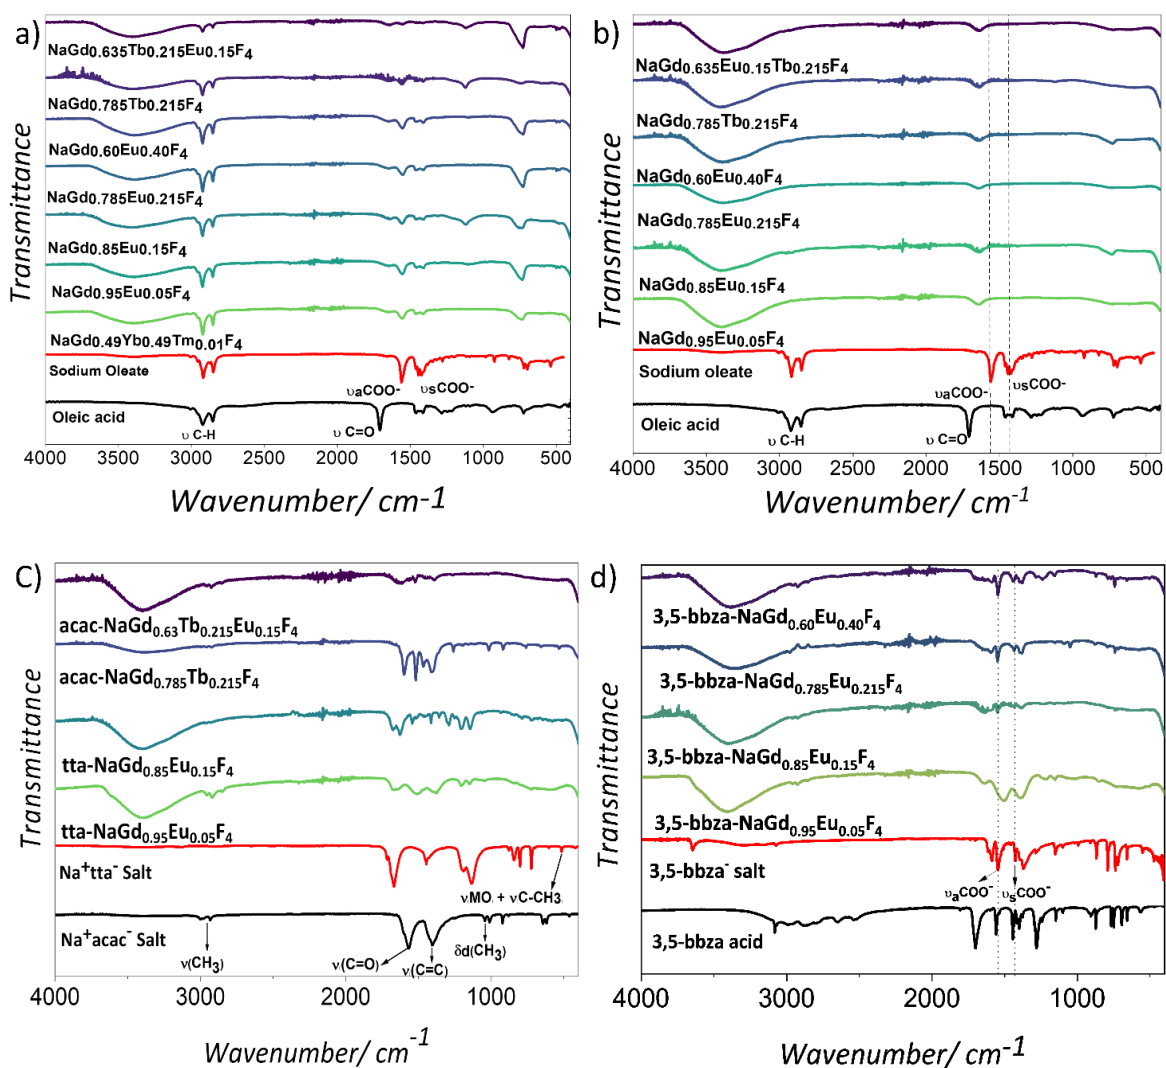 a)
Transmittance
NaGd0.635Tb0.215Eu0.15F4
NaGd0.785Tb0.215F4
NaGd0.60Eu0.40F4
NaGd0.785Eu0.215F4
NaGd0.85Eu0.15F4
NaGd0.95Eu0.05F4
NaGd0.49Yb0.49Tm0.01F4
Sodium Oleate
υaCOO-
υsCOO-
Oleic acid
υ C-H
υ C=O
4000 3500 3000 2500 2000 1500 1000 500
Wavenumber/ cm-1
b)
Transmittance
NaGd0.635Eu0.15Tb0.215F4
NaGd0.785Tb0.215F4
NaGd0.60Eu0.40F4
NaGd0.785Eu0.215F4
NaGd0.85Eu0.15F4
NaGd0.95Eu0.05F4
Sodium oleate
υaCOO-
υsCOO-
Oleic acid
υ C-H
υ C=O
4000 3500 3000 2500 2000 1500 1000 500
Wavenumber/ cm-1
C)
Transmittance
acac-NaGd0.63Tb0.215Eu0.15F4
acac-NaGd0.785Tb0.215F4
tta-NaGd0.85Eu0.15F4
tta-NaGd0.95Eu0.05F4
Na+tta- Salt
νMO. + νC-CH3.
Na+acac- Salt
ν(CH3)
ν(C=O)
ν(C=C)
δd(CH3)
4000 3000 2000 1000
Wavenumber/ cm-1
d)
Transmittance
3,5-bbza-NaGd0.60Eu0.40F4
3,5-bbza-NaGd0.785Eu0.215F4
3,5-bbza-NaGd0.85Eu0.15F4
3,5-bbza-NaGd0.95Eu0.05F4
3,5-bbza- salt
υaCOO-
υsCOO-
3,5-bbza acid
4000 3000 2000 1000
Wavenumber/ cm-1